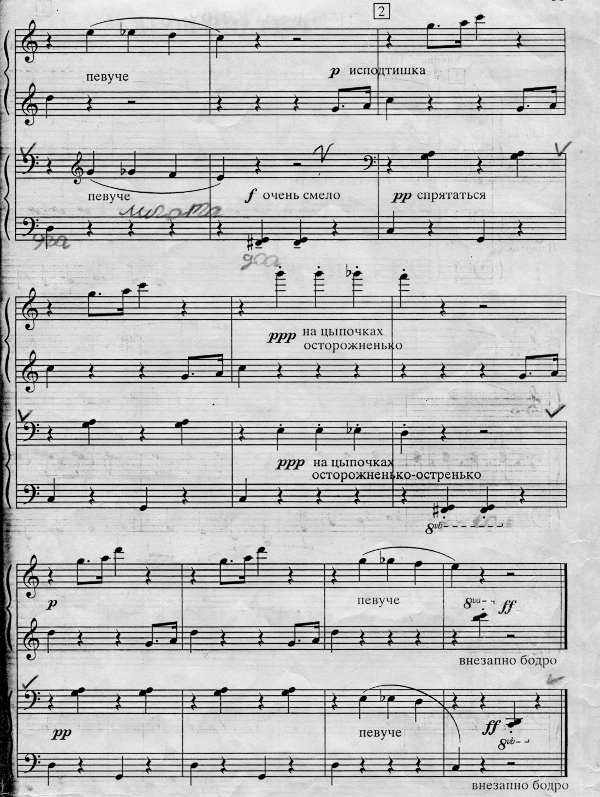 2
певуче
p исподтишка
певуче
f очень смело
pp спрятаться
ppp на цыпочках
осторожненько
ppp на цыпочках
осторожненько-остренько
8vb
p
певуче
8va
ff
внезапно бодро
pp
певуче
ff
8vb
внезапно бодро